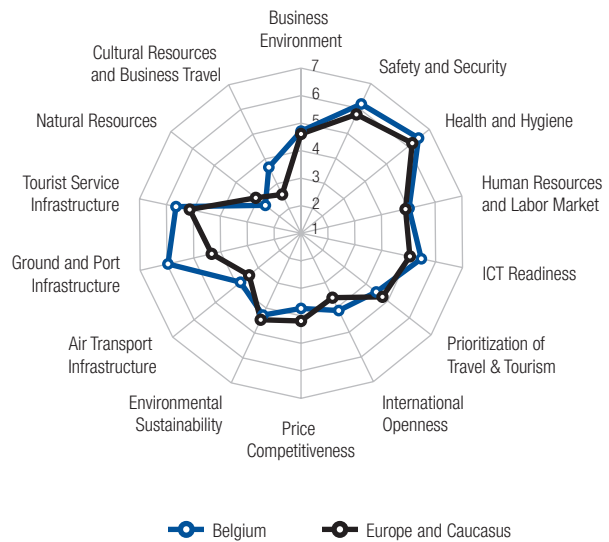 Business
Environment
Cultural Resources
and Business Travel
Safety and Security
Natural Resources
Health and Hygiene
Tourist Service
Infrastructure
Human Resources
and Labor Market
Ground and Port
Infrastructure
ICT Readiness
Air Transport
Infrastructure
Prioritization of
Travel & Tourism
Environmental
Sustainability
International
Openness
Price
Competitiveness
7
6
5
4
3
2
1
Belgium
Europe and Caucasus